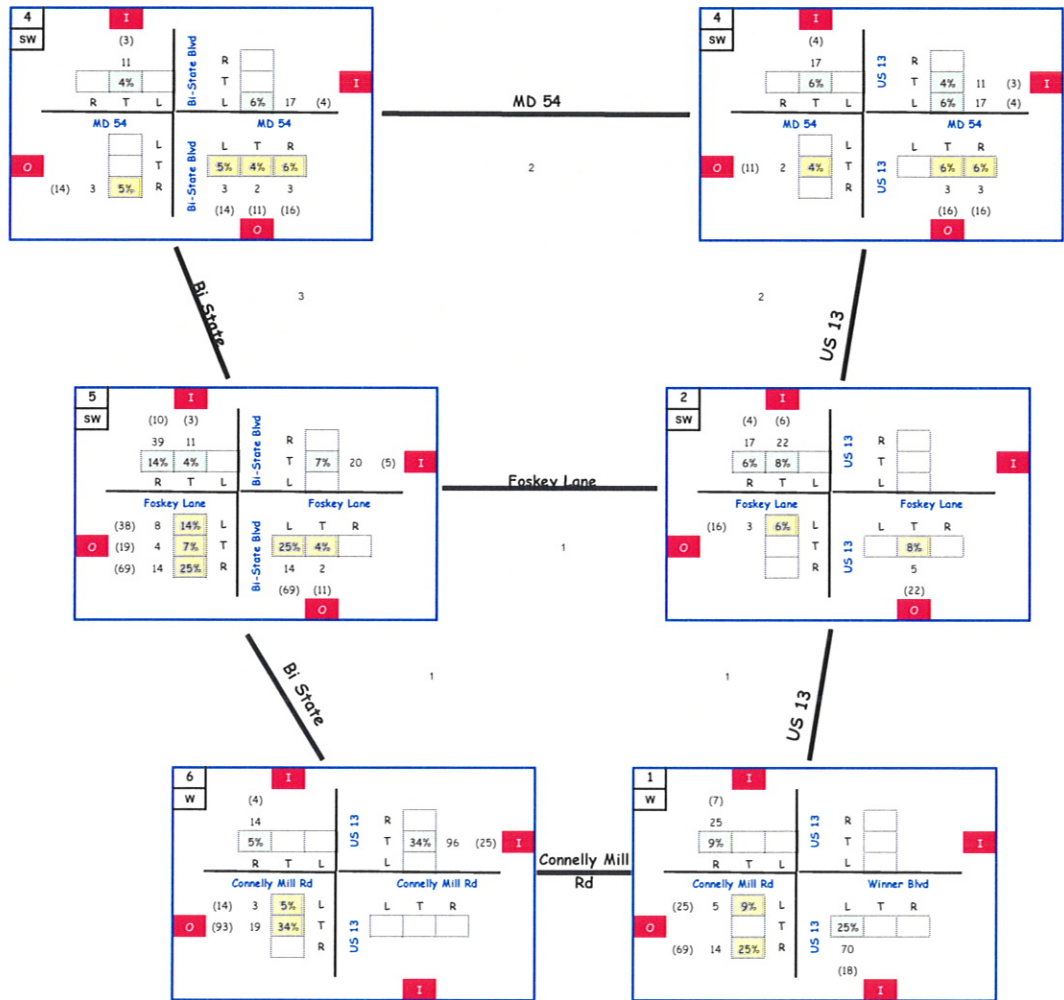 4
SW
I
(3)
11
4%
R T L
MD 54
L
T
O (14) 3 5% R
Bi-State Blvd
R
T
L 6% 17 (4)
I
MD 54
Bi-State Blvd
L T R
5% 4% 6%
3 2 3
(14) (11) (16)
O
MD 54
2
4
SW
I
(4)
17
6%
R T L
MD 54
L
O (11) 2 4% T
R
US 13
R
T 4% 11 (3)
L 6% 17 (4)
I
MD 54
US 13
L T R
6% 6%
3 3
(16) (16)
O
Bi State
3
2
US 13
5
SW
I
(10) (3)
39 11
14% 4%
R T L
Foskey Lane
(38) 8 14% L
O (19) 4 7% T
(69) 14 25% R
Bi-State Blvd
R
T 7% 20 (5)
L
I
Foskey Lane
Bi-State Blvd
L T R
25% 4%
14 2
(69) (11)
O
Foskey Lane
1
2
SW
I
(4) (6)
17 22
6% 8%
R T L
Foskey Lane
(16) 3 6% L
O T
R
US 13
R
T
L
I
Foskey Lane
US 13
L T R
8%
5
(22)
O
Bi State
1
1
US 13
6
W
I
(4)
14
5%
R T L
Connelly Mill Rd
(14) 3 5% L
O (93) 19 34% T
R
US 13
R
T 34% 96 (25)
L
I
Connelly Mill Rd
US 13
L T R
I
Connelly Mill
Rd
1
W
I
(7)
25
9%
R T L
Connelly Mill Rd
(25) 5 9% L
O T
(69) 14 25% R
US 13
R
T
L
I
Winner Blvd
US 13
L T R
25%
70
(18)
I